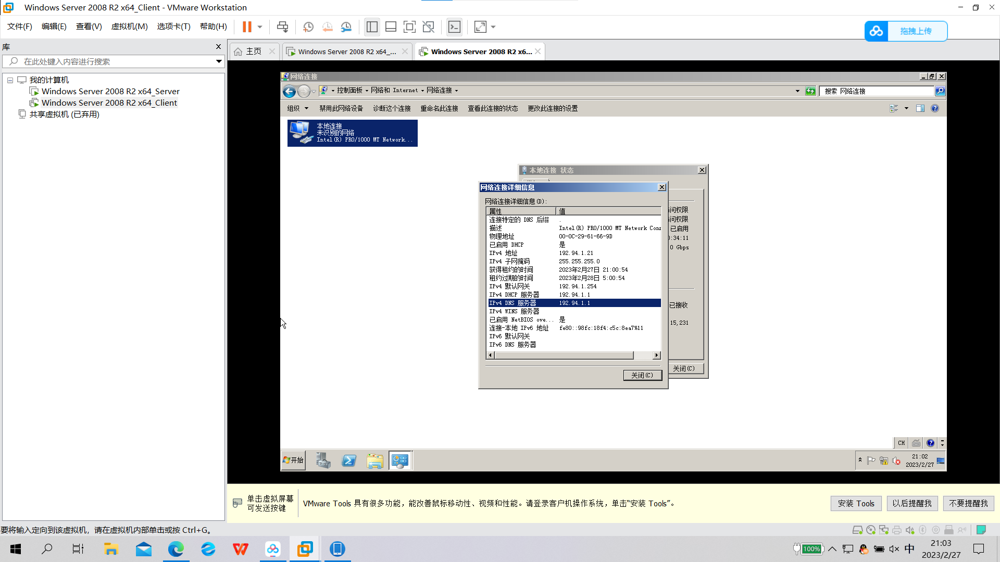 Windows Server 2008 R2 x64_Client - VMware Workstation
文件(F) 编辑(E) 查看(V) 虚拟机(M) 选项卡(T) 帮助(H)
拖拽上传
库
在此处键入内容进行搜索
我的计算机
Windows Server 2008 R2 x64_Server
Windows Server 2008 R2 x64_Client
共享虚拟机 (已弃用)
主页
Windows Server 2008 R2 x64_...
Windows Server 2008 R2 x6...
网络连接
控制面板 网络和 Internet 网络连接
搜索 网络连接
组织 禁用此网络设备 诊断这个连接 重命名此连接 查看此连接的状态 更改此连接的设置
本地连接
未识别的网络
Intel(R) PRO/1000 MT Network...
本地连接 状态
问权限
问权限
已启用
:34:11
0 Gbps
已接收
15,231
关闭(C)
网络连接详细信息
网络连接详细信息(D):
属性 值
连接特定的 DNS 后缀 .
描述 Intel(R) PRO/1000 MT Network Conn
物理地址 00-0C-29-61-66-9D
已启用 DHCP 是
IPv4 地址 192.94.1.21
IPv4 子网掩码 255.255.255.0
获得租约的时间 2023年2月27日 21:00:54
租约过期的时间 2023年2月28日 5:00:54
IPv4 默认网关 192.94.1.254
IPv4 DHCP 服务器 192.94.1.1
IPv4 DNS 服务器 192.94.1.1
IPv4 WINS 服务器
已启用 NetBIOS ove... 是
连接-本地 IPv6 地址 fe80::98fc:18f4:c5c:8ea7%11
IPv6 默认网关
IPv6 DNS 服务器
关闭(C)
CH
开始
21:02
2023/2/27
单击虚拟屏幕
可发送按键
VMware Tools 具有很多功能，能改善鼠标移动性、视频和性能。请登录客户机操作系统，单击“安装 Tools”。
安装 Tools 以后提醒我 不要提醒我
要将输入定向到该虚拟机，请在虚拟机内部单击或按 Ctrl+G。
100%
中
21:03
2023/2/27